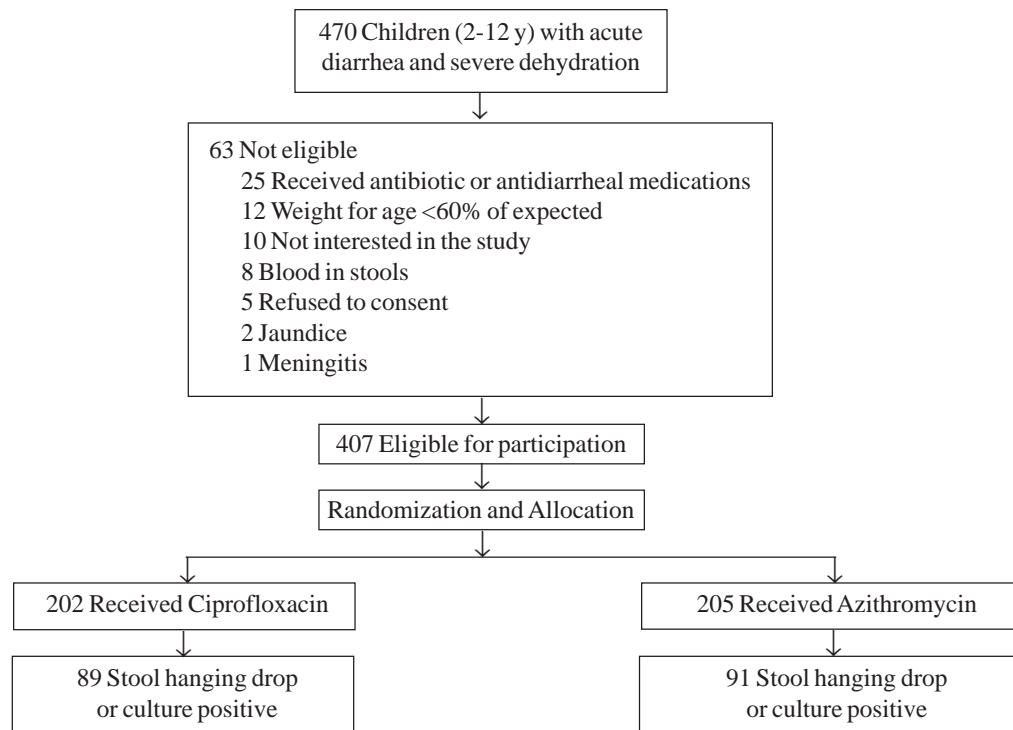 470 Children (2-12 y) with acute
diarrhea and severe dehydration
63 Not eligible
25 Received antibiotic or antidiarrheal medications
12 Weight for age <60% of expected
10 Not interested in the study
8 Blood in stools
5 Refused to consent
2 Jaundice
1 Meningitis
407 Eligible for participation
Randomization and Allocation
202 Received Ciprofloxacin
205 Received Azithromycin
89 Stool hanging drop
or culture positive
91 Stool hanging drop
or culture positive